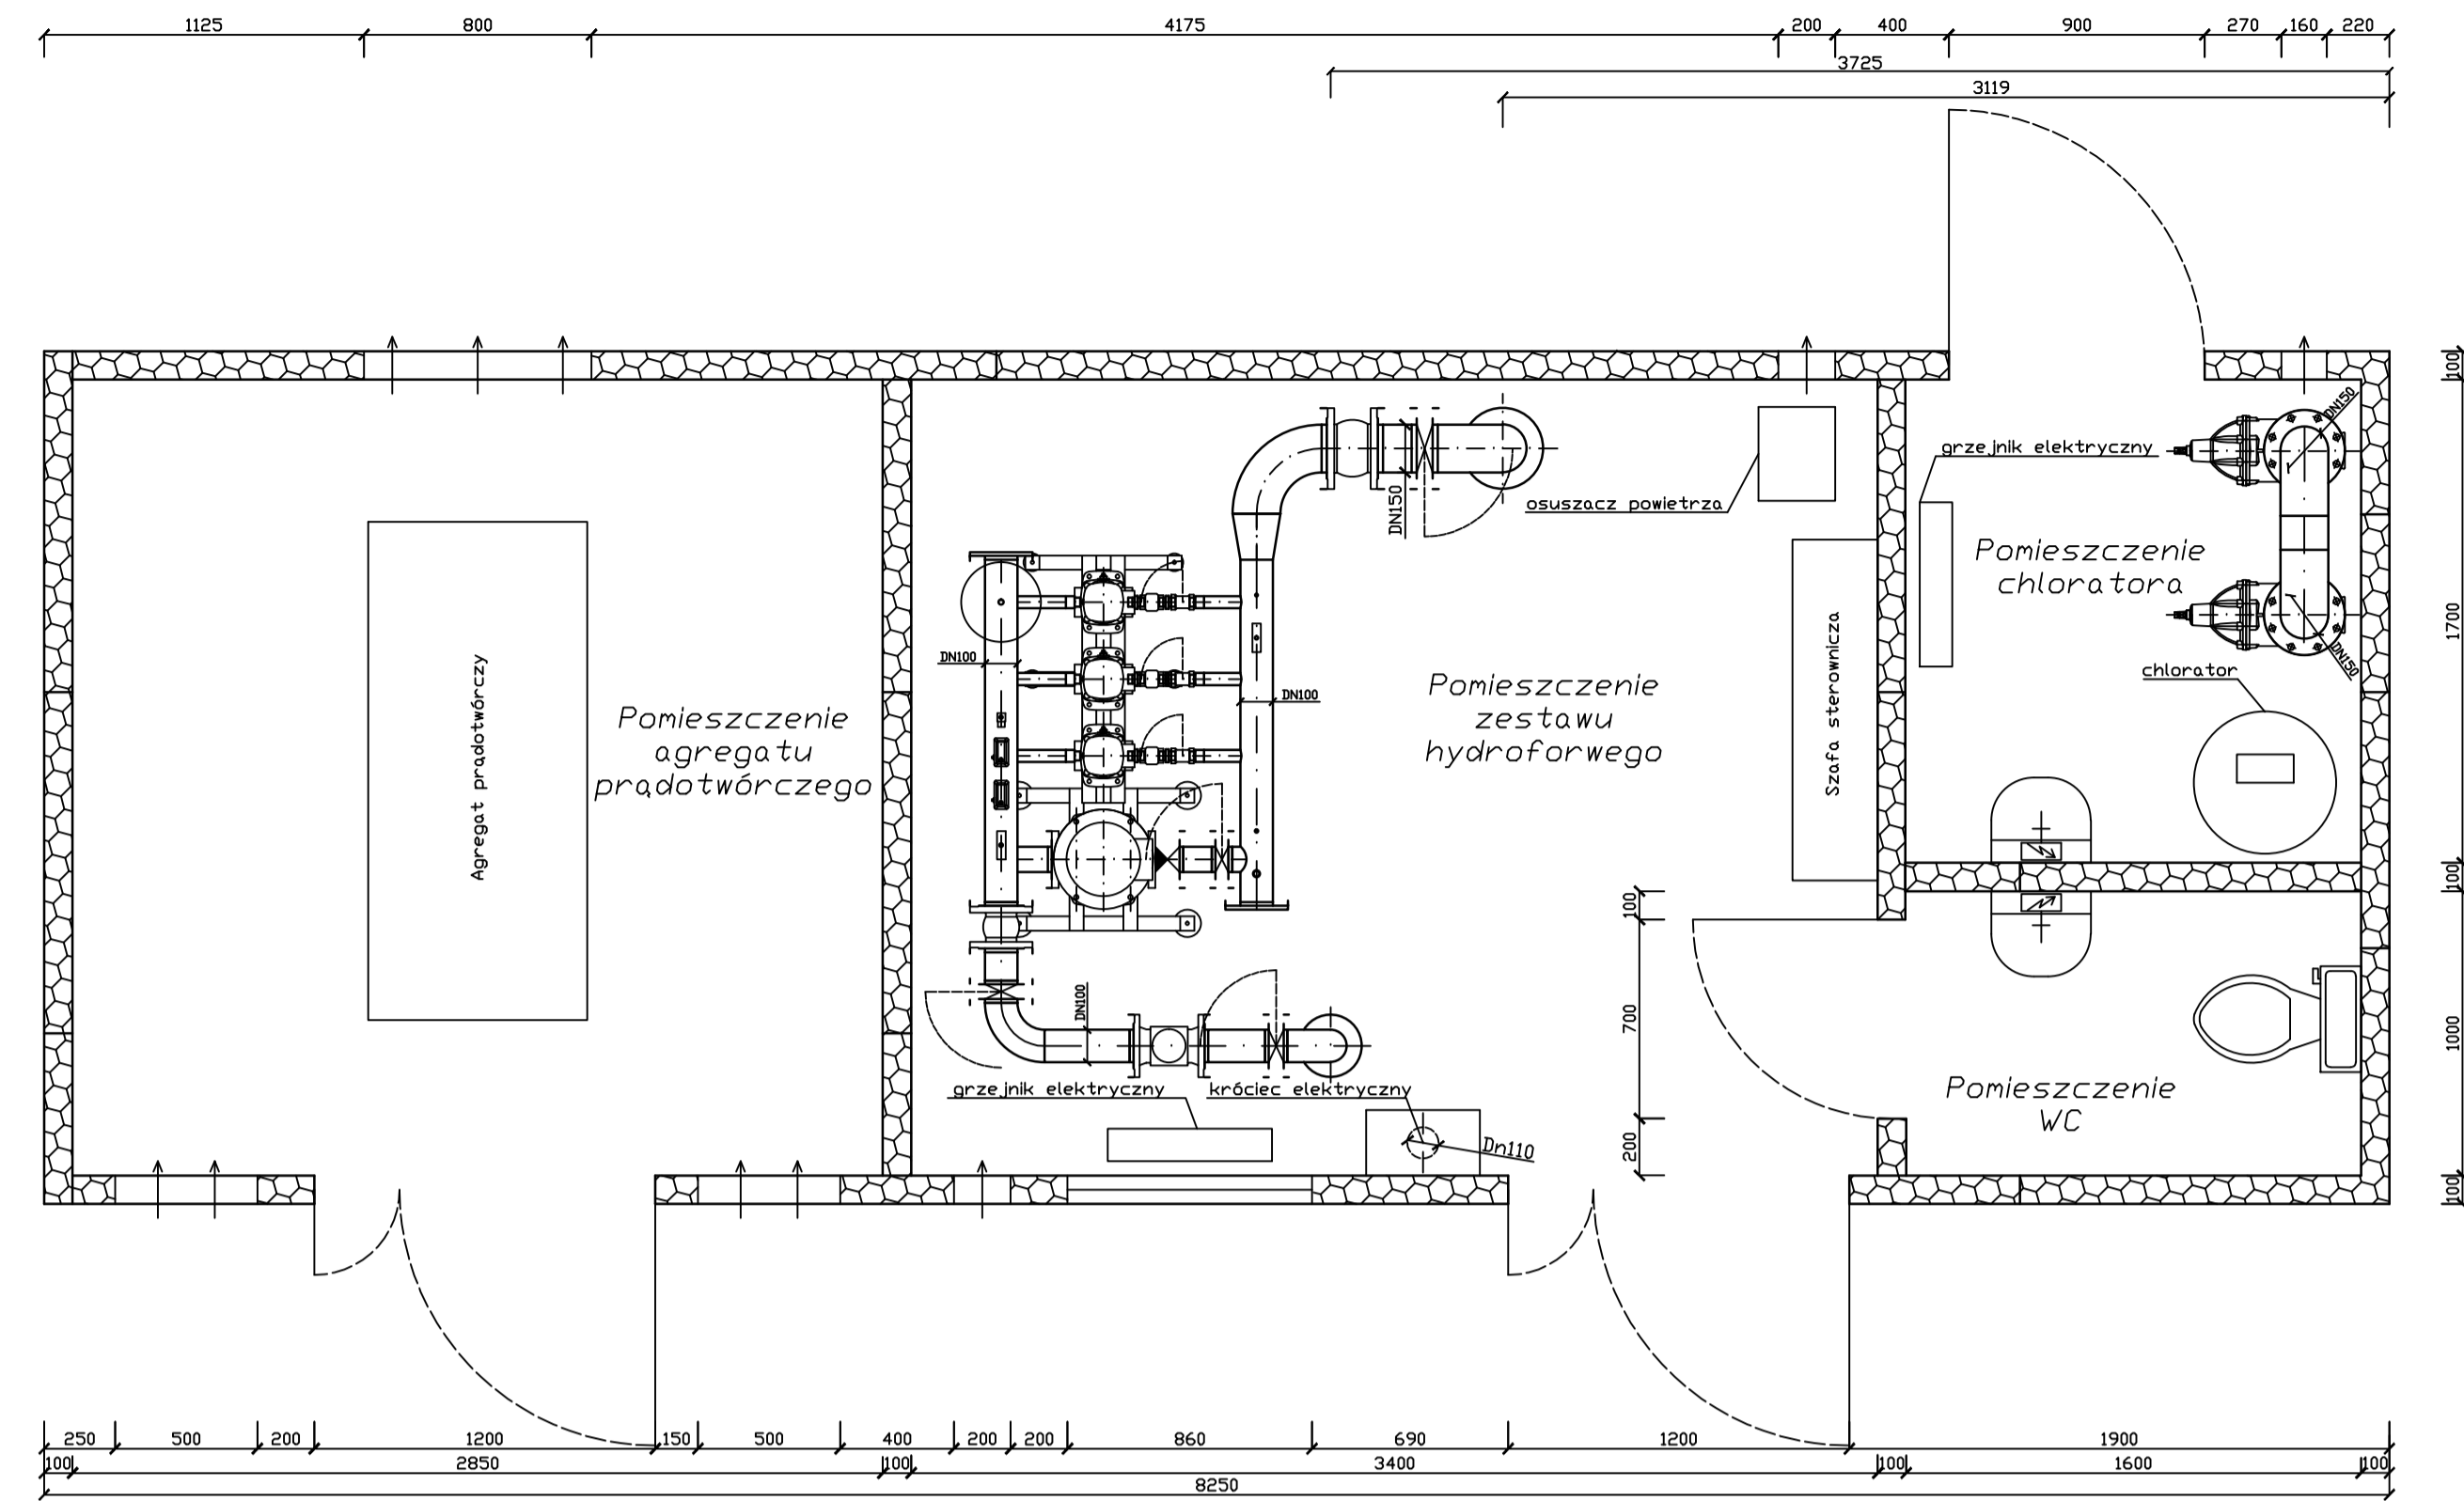 1125
800
4175
200
400
900
270
160
220
3725
3119
100
DN150
grzejnik elektryczny
DN150
osuszacz powietrza
Pomieszczenie
chloratora
1700
DN100
Agregat prądotwórczy
Pomieszczenie
agregatu
prądotwórczego
DN100
Pomieszczenie
zestawu
hydroforwego
Szafa sterownicza
DN150
chlorator
100
100
700
200
1000
DN100
grzejnik elektryczny
króciec elektryczny
Dn110
Pomieszczenie
WC
100
250
500
200
1200
150
500
400
200
200
860
690
1200
1900
100
2850
100
3400
100
1600
100
8250